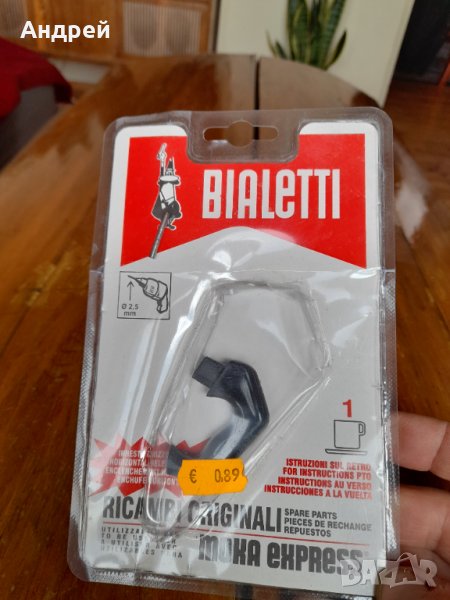 Андрей
BIALETTI
Ø 2,5
mm
1
ISTRUZIONI SUL RETRO
FOR INSTRUCTIONS PTO
INSTRUCTIONS AU VERSO
INSTRUCCIONES A LA VUELTA
€ 0.89
RICAMBI ORIGINALI
SPARE PARTS
PIECES DE RECHANGE
REPUESTOS
moka express
BAZAR